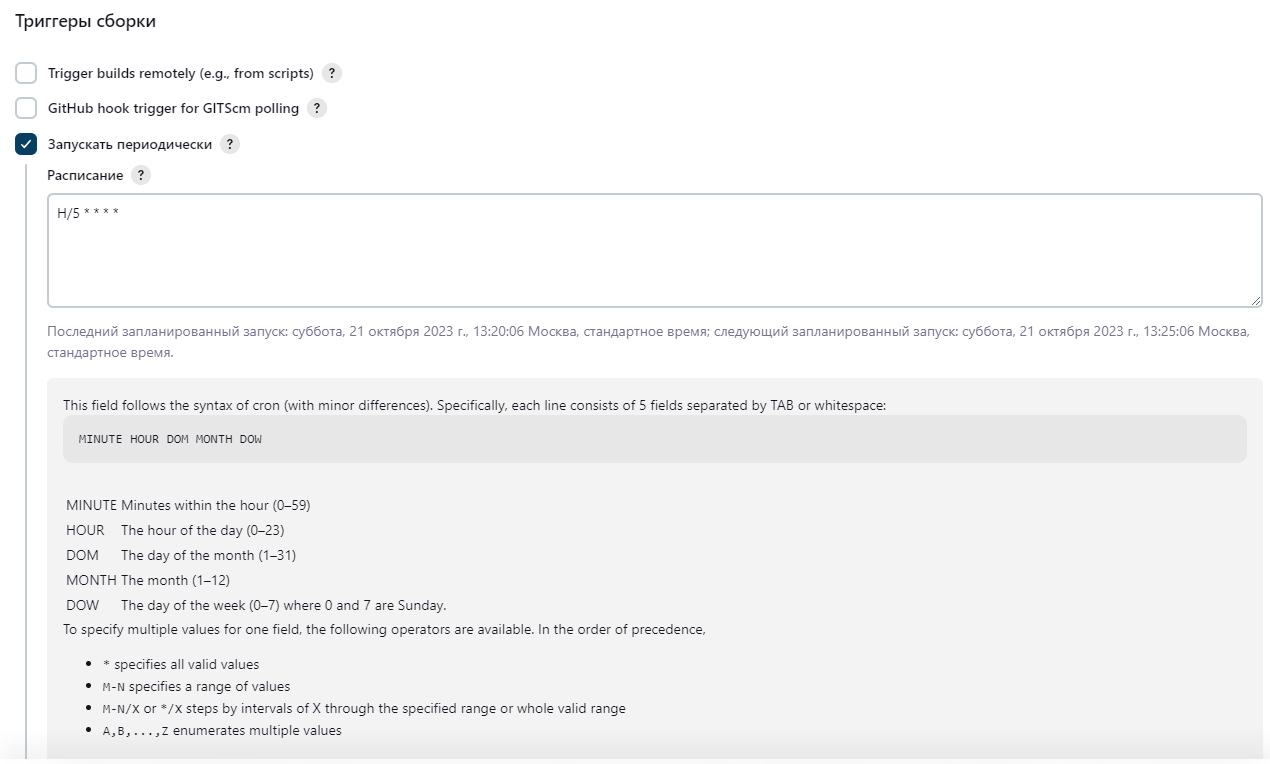 Триггеры сборки
Trigger builds remotely (e.g., from scripts) ?
GitHub hook trigger for GITScm polling ?
Запускать периодически ?
Расписание ?
H/5 * * * *
Последний запланированный запуск: суббота, 21 октября 2023 г., 13:20:06 Москва, стандартное время; следующий запланированный запуск: суббота, 21 октября 2023 г., 13:25:06 Москва,
стандартное время.
This field follows the syntax of cron (with minor differences). Specifically, each line consists of 5 fields separated by TAB or whitespace:
MINUTE HOUR DOM MONTH DOW
MINUTE Minutes within the hour (0–59)
HOUR The hour of the day (0–23)
DOM The day of the month (1–31)
MONTH The month (1–12)
DOW The day of the week (0–7) where 0 and 7 are Sunday.
To specify multiple values for one field, the following operators are available. In the order of precedence,
• * specifies all valid values
• M-N specifies a range of values
• M-N/X or */X steps by intervals of X through the specified range or whole valid range
• A,B,...,Z enumerates multiple values